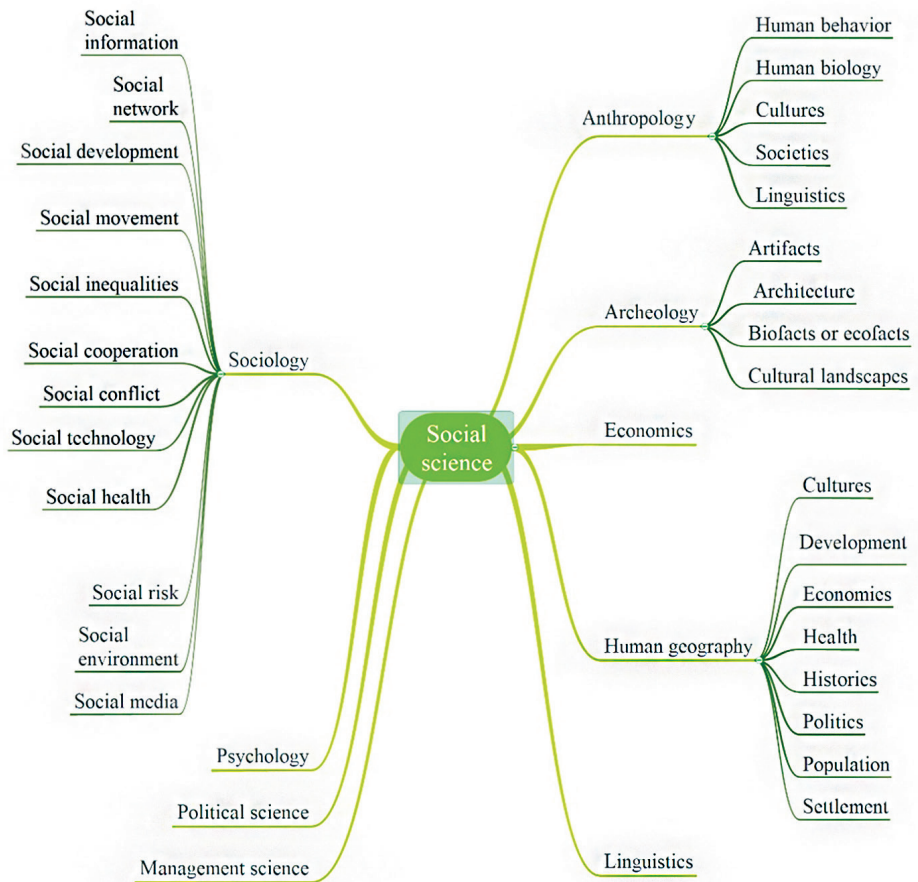 Social
information
Social
network
Social development
Social movement
Social inequalities
Social cooperation
Social conflict
Social technology
Social health
Social risk
Social
environment
Social media
Sociology
Psychology
Political science
Management science
Social
science
Anthropology
Human behavior
Human biology
Cultures
Societics
Linguistics
Archeology
Artifacts
Architecture
Biofacts or ecofacts
Cultural landscapes
Economics
Human geography
Cultures
Development
Economics
Health
Historics
Politics
Population
Settlement
Linguistics